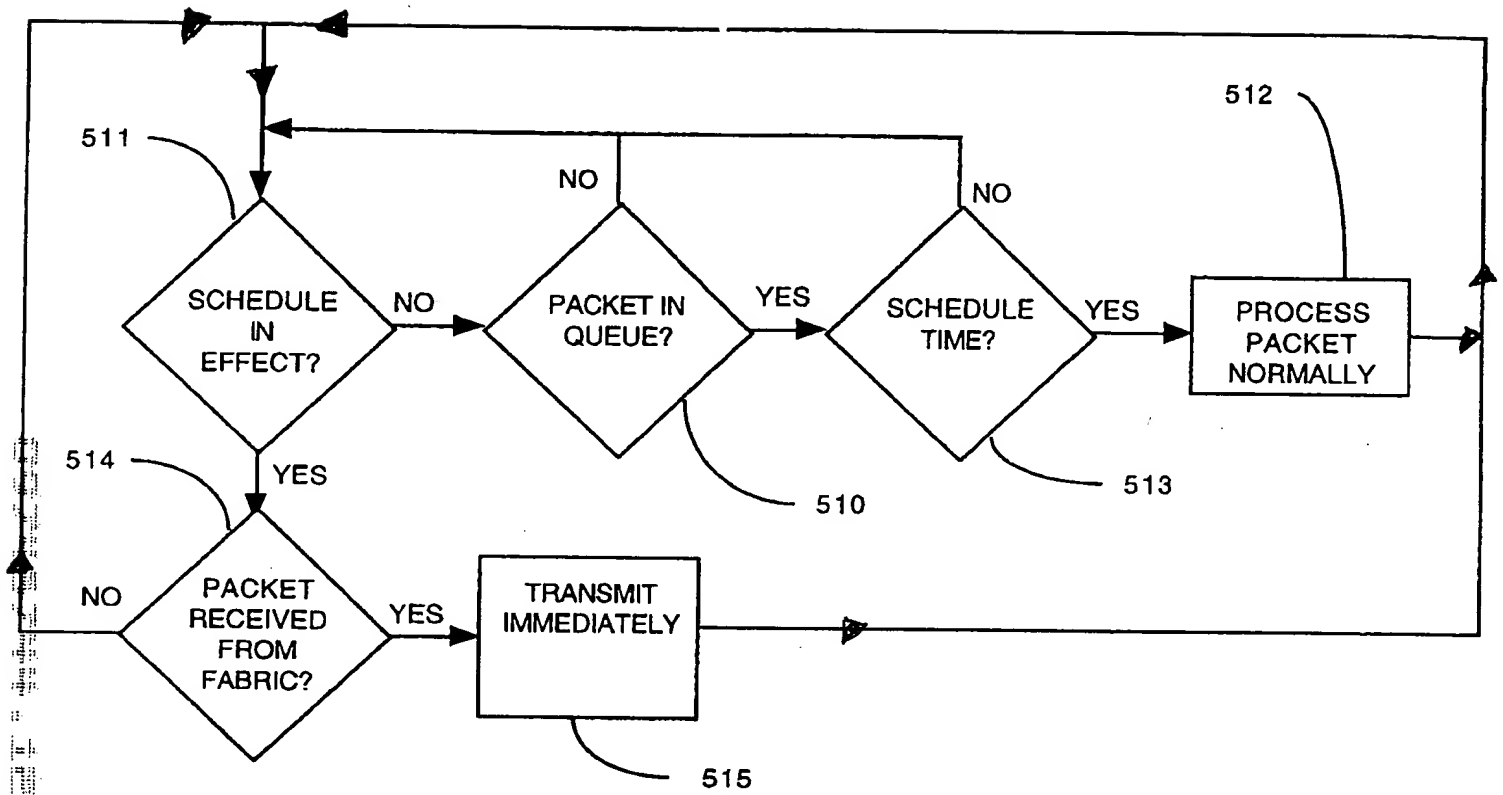 512
511
NO
NO
SCHEDULE
IN
EFFECT?
NO
PACKET IN
QUEUE?
YES
SCHEDULE
TIME?
YES
PROCESS
PACKET
NORMALLY
514
YES
510
513
NO
PACKET
RECEIVED
FROM
FABRIC?
YES
TRANSMIT
IMMEDIATELY
515